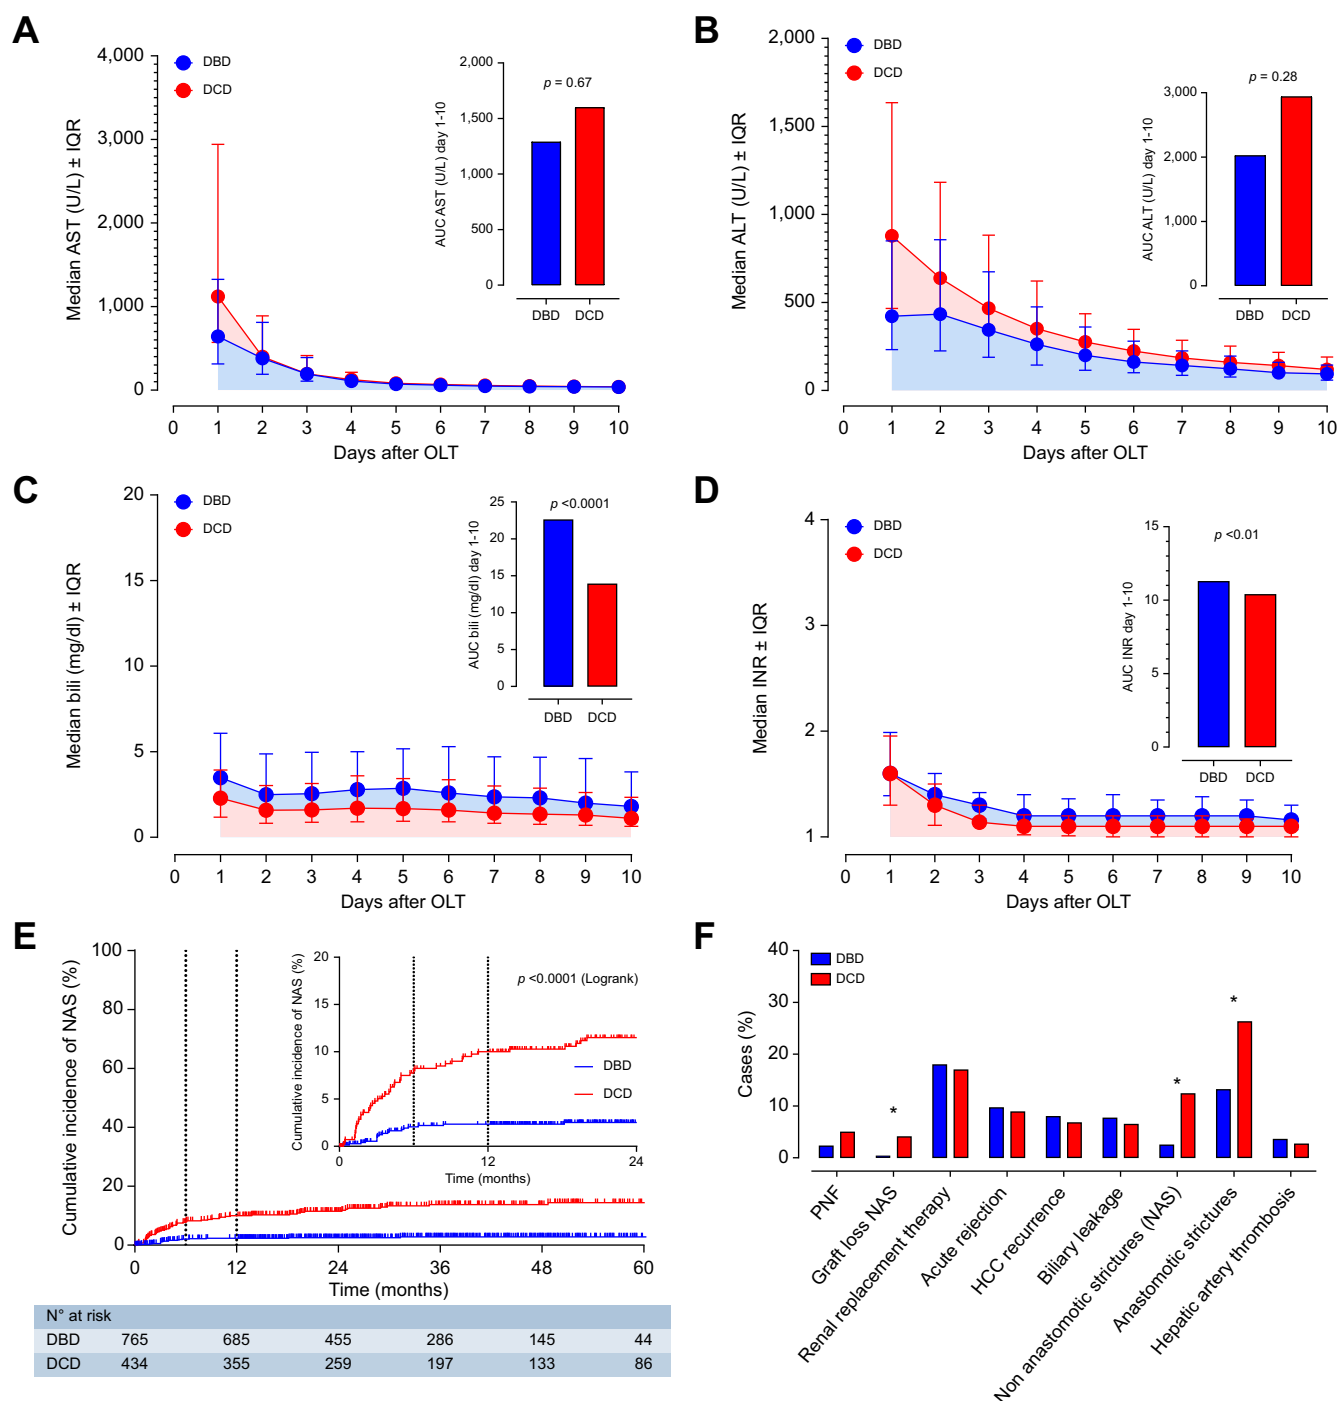 A
Median AST (U/L) ± IQR
4,000
3,000
2,000
1,000
0
DBD
DCD
0 1 2 3 4 5 6 7 8 9 10
Days after OLT
AUC AST (U/L) day 1-10
2,000
1,500
1,000
500
0
p = 0.67
DBD DCD
B
Median ALT (U/L) ± IQR
2,000
1,500
1,000
500
0
DBD
DCD
0 1 2 3 4 5 6 7 8 9 10
Days after OLT
AUC ALT (U/L) day 1-10
3,000
2,000
1,000
0
p = 0.28
DBD DCD
C
Median bili (mg/dl) ± IQR
20
15
10
5
0
DBD
DCD
0 1 2 3 4 5 6 7 8 9 10
Days after OLT
AUC bili (mg/dl) day 1-10
25
20
15
10
5
0
p <0.0001
DBD DCD
D
Median INR ± IQR
4
3
2
1
DBD
DCD
0 1 2 3 4 5 6 7 8 9 10
Days after OLT
AUC INR day 1-10
15
10
5
0
p <0.01
DBD DCD
E
Cumulative incidence of NAS (%)
100
80
60
40
20
0
0 12 24 36 48 60
Time (months)
Cumulative incidence of NAS (%)
20
15
10
5
0
p <0.0001 (Logrank)
DBD
DCD
0 12 24
Time (months)
N° at risk
DBD 765 685 455 286 145 44
DCD 434 355 259 197 133 86
F
Cases (%)
40
30
20
10
0
DBD
DCD
*
*
*
PNF
Graft loss NAS
Renal replacement therapy
Acute rejection
HCC recurrence
Biliary leakage
Non anastomotic strictures (NAS)
Anastomotic strictures
Hepatic artery thrombosis